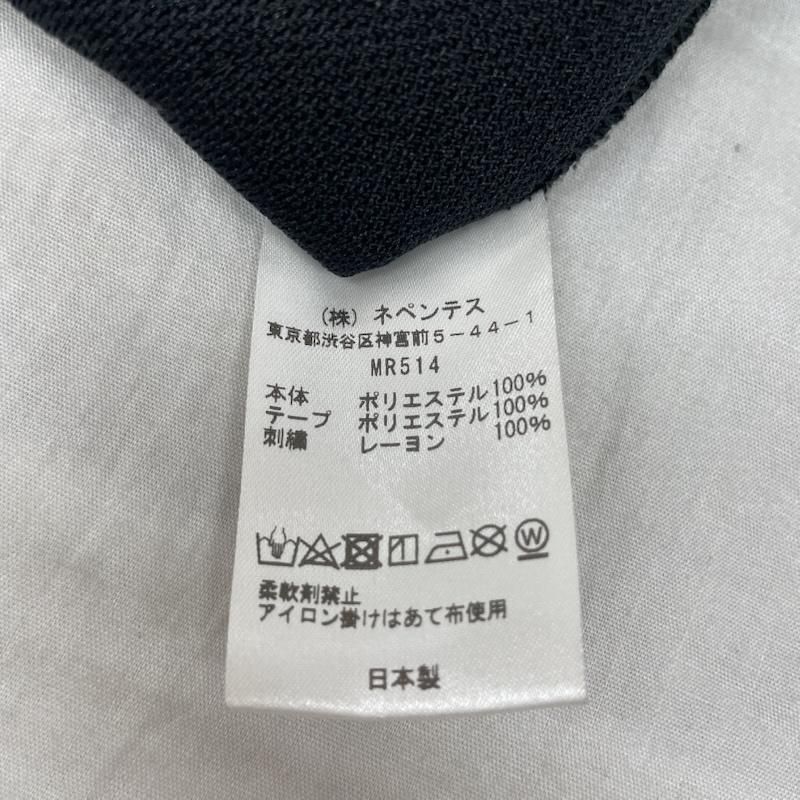 (株) ネペンテス
東京都渋谷区神宮前5-44-1
MR514
本体 ポリエステル100%
テープ ポリエステル100%
刺繍 レーヨン 100%
W
柔軟剤禁止
アイロン掛けはあて布使用
日本製